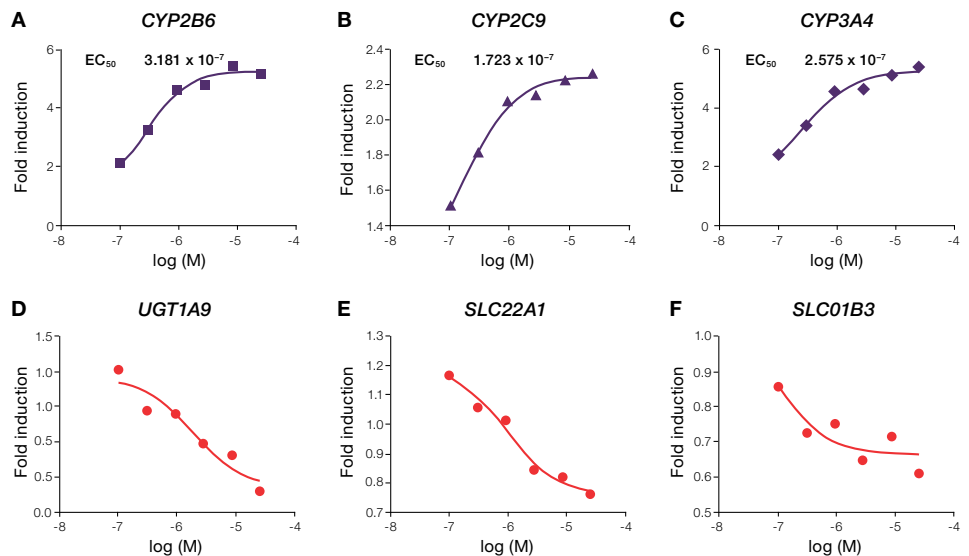 A
CYP2B6
EC50 3.181 x 10⁻⁷
Fold induction
6
4
2
0
-8 -7 -6 -5 -4
log (M)
B
CYP2C9
EC50 1.723 x 10⁻⁷
Fold induction
2.4
2.2
2.0
1.8
1.6
1.4
-8 -7 -6 -5 -4
log (M)
C
CYP3A4
EC50 2.575 x 10⁻⁷
Fold induction
6
4
2
0
-8 -7 -6 -5 -4
log (M)
D
UGT1A9
Fold induction
1.5
1.0
1.0
0.5
0.5
0.0
-8 -7 -6 -5 -4
log (M)
E
SLC22A1
Fold induction
1.3
1.2
1.1
1.0
0.9
0.8
0.7
-8 -7 -6 -5 -4
log (M)
F
SLC01B3
Fold induction
1.0
0.9
0.8
0.7
0.6
0.5
-8 -7 -6 -5 -4
log (M)